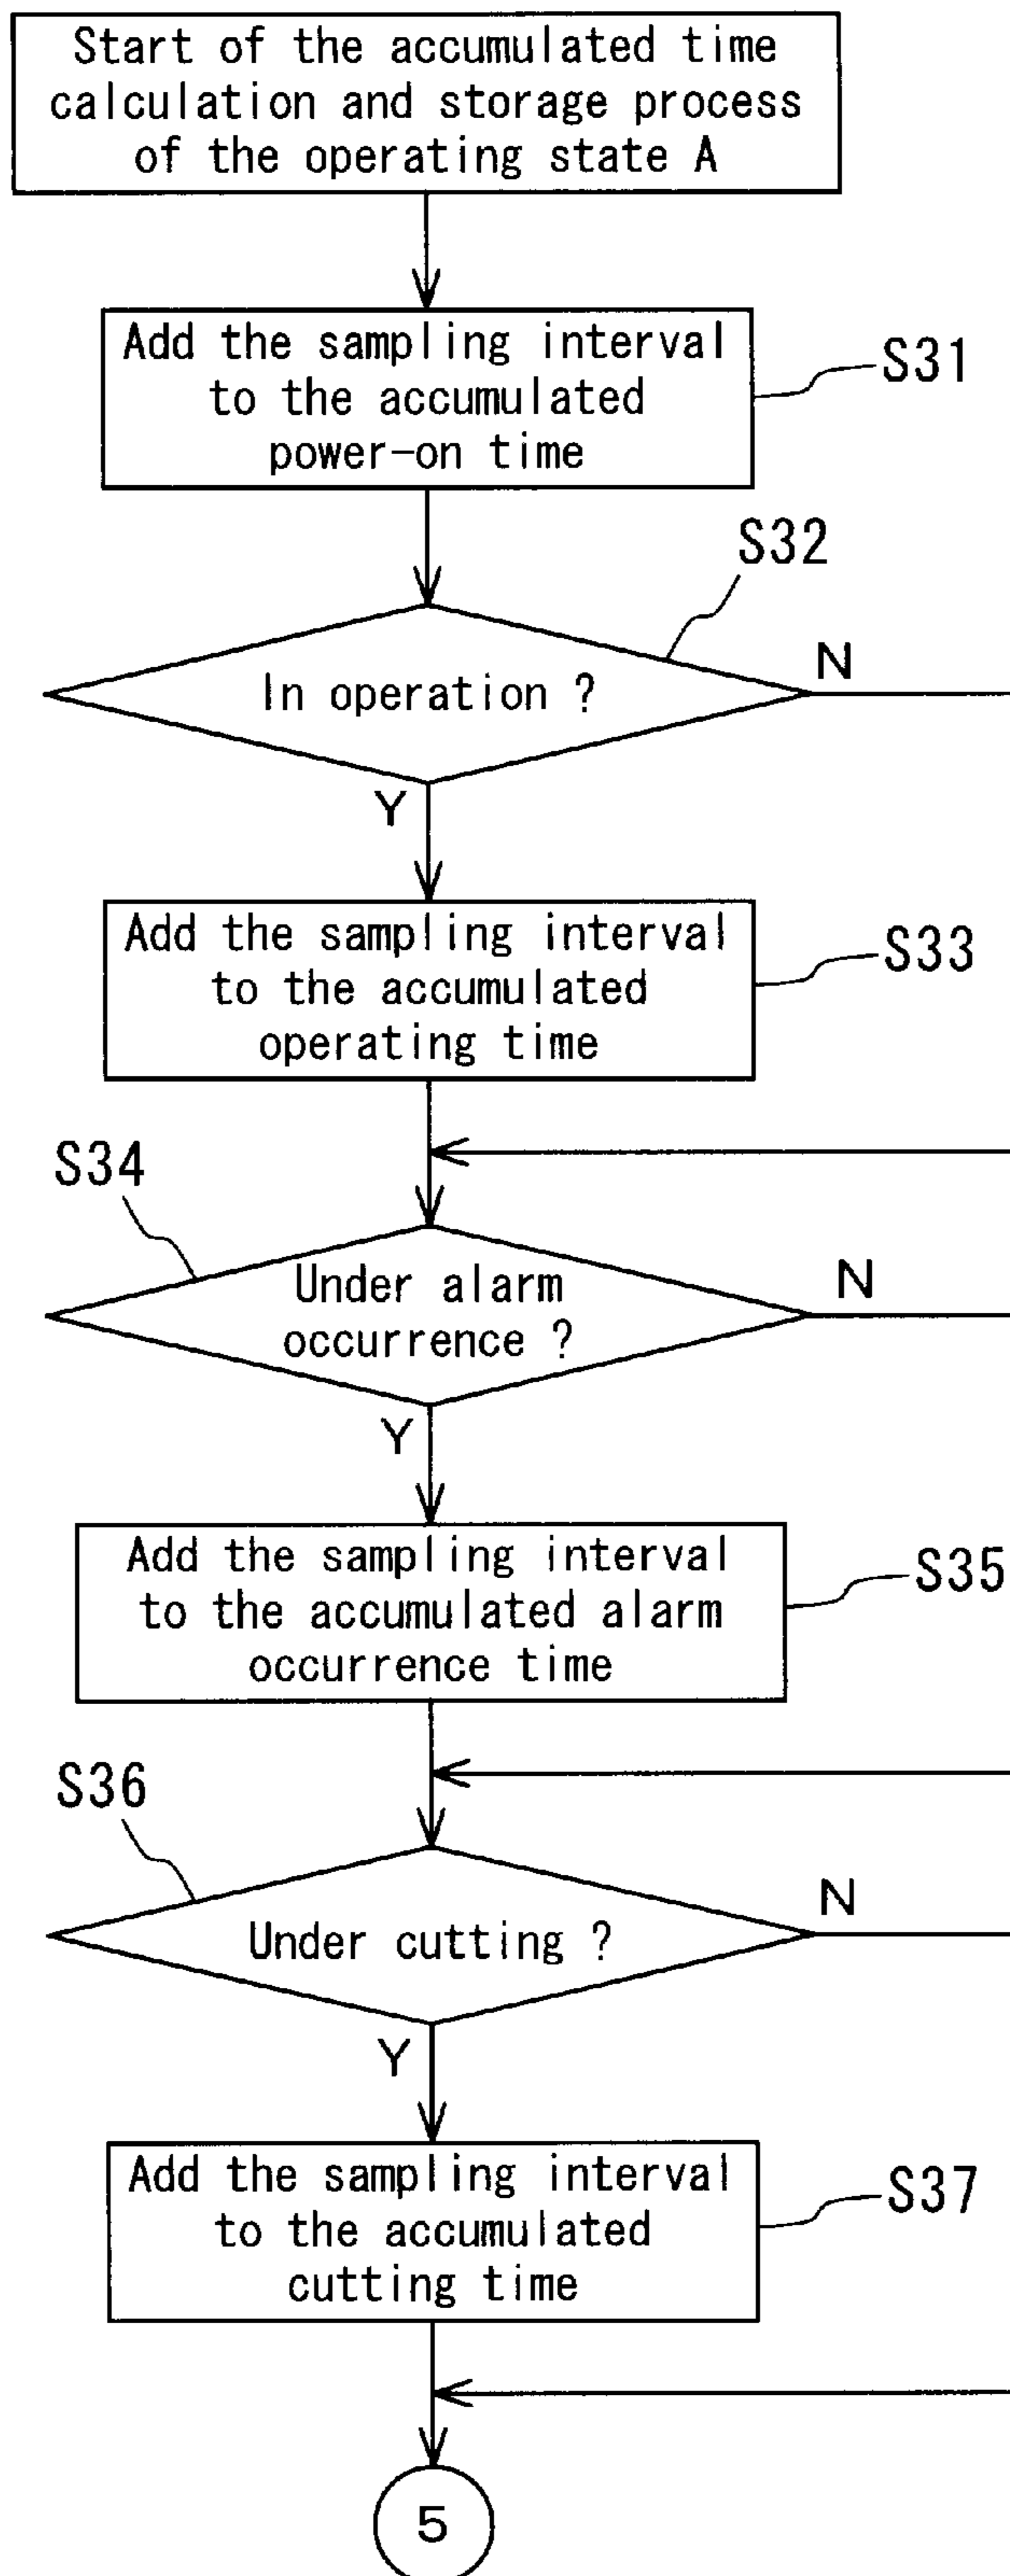 Start of the accumulated time
calculation and storage process
of the operating state A
Add the sampling interval
to the accumulated
power-on time
S31
S32
In operation ?
N
Y
Add the sampling interval
to the accumulated
operating time
S33
S34
Under alarm
occurrence ?
N
Y
Add the sampling interval
to the accumulated alarm
occurrence time
S35
S36
Under cutting ?
N
Y
Add the sampling interval
to the accumulated
cutting time
S37
5